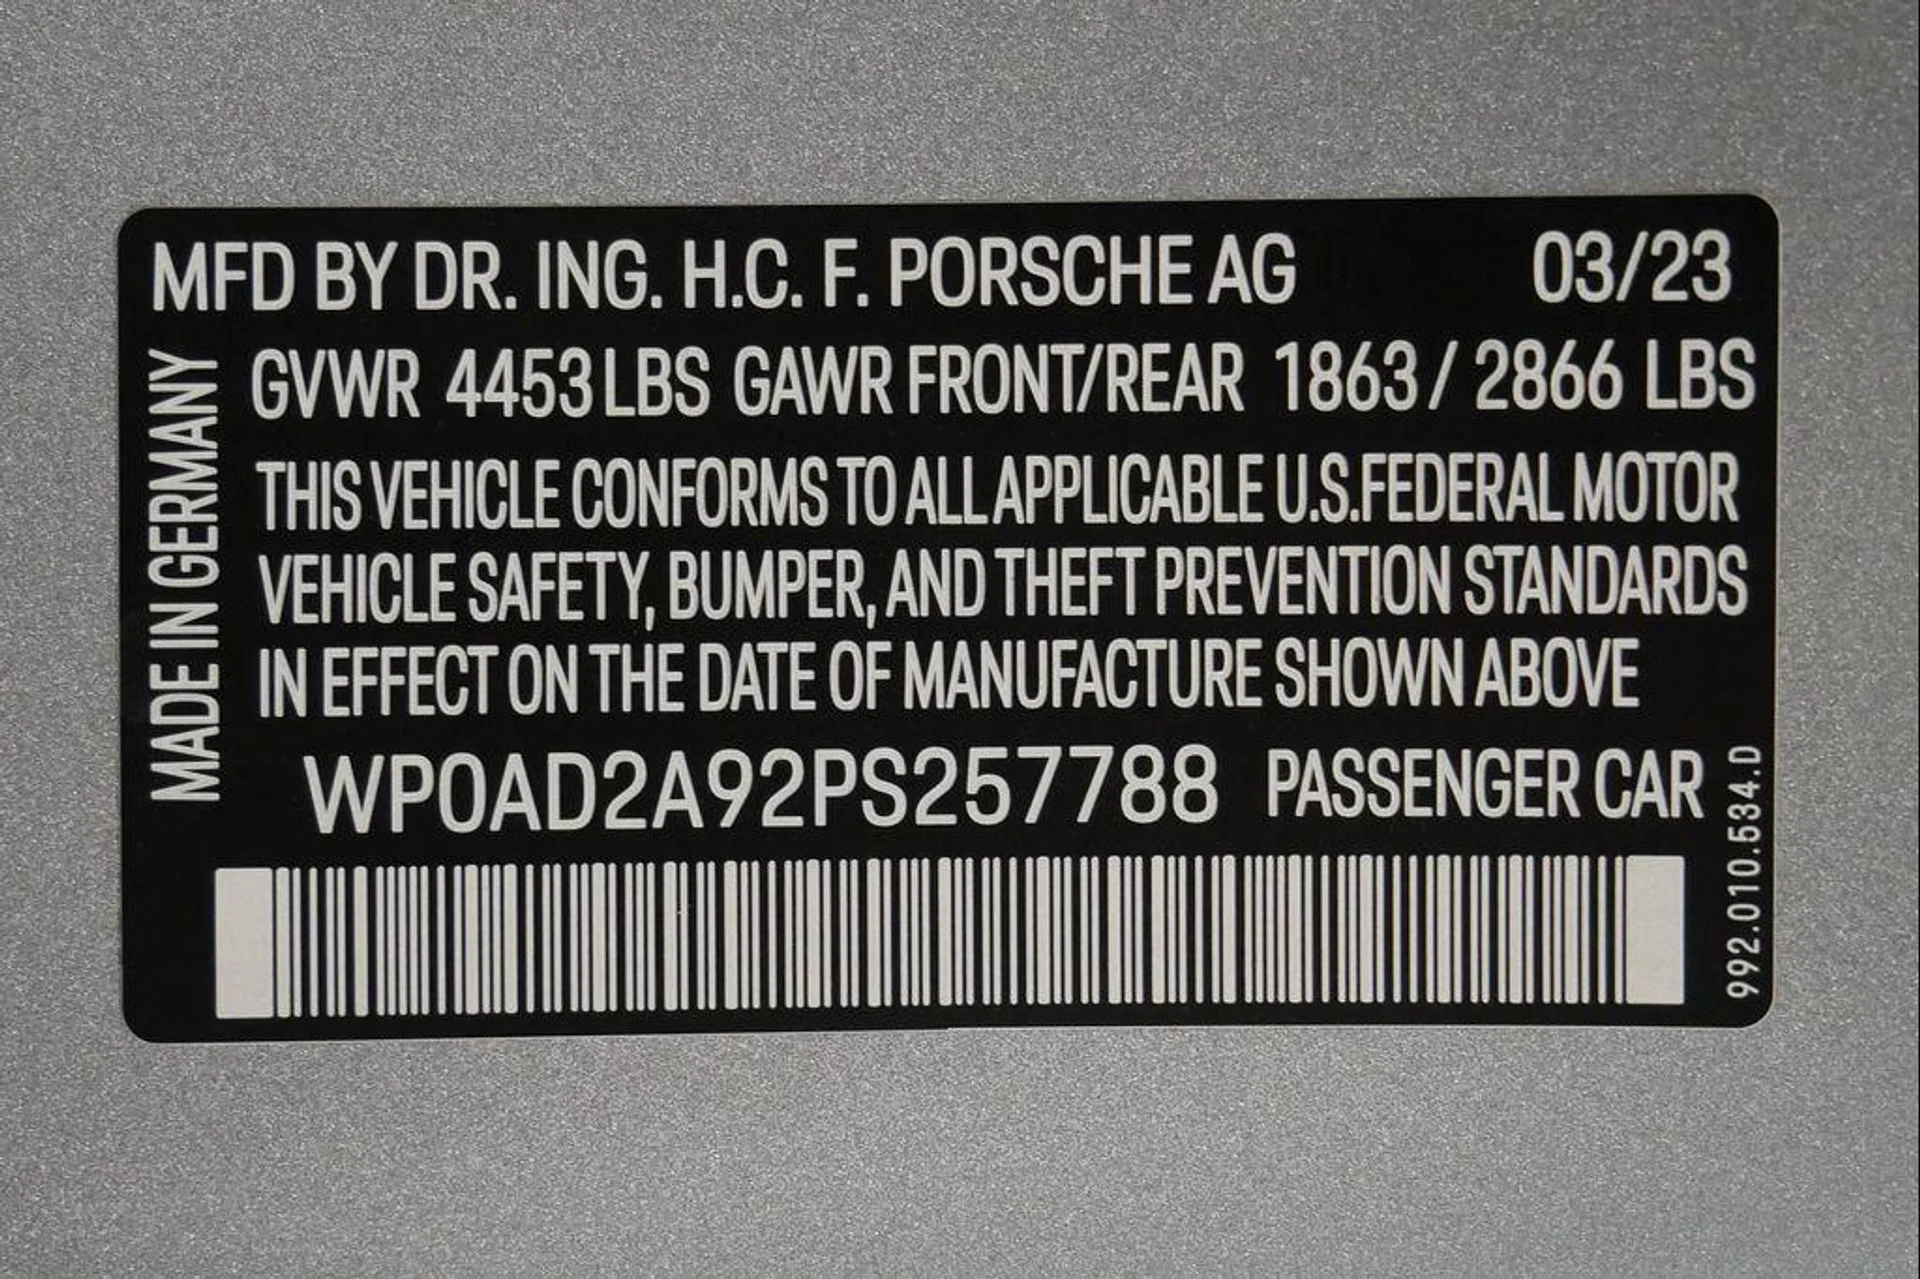 MFD BY DR. ING. H.C. F. PORSCHE AG 03/23
GVWR 4453 LBS GAWR FRONT/REAR 1863 / 2866 LBS
MADE IN GERMANY
THIS VEHICLE CONFORMS TO ALL APPLICABLE U.S.FEDERAL MOTOR
VEHICLE SAFETY, BUMPER, AND THEFT PREVENTION STANDARDS
IN EFFECT ON THE DATE OF MANUFACTURE SHOWN ABOVE
WP0AD2A92PS257788 PASSENGER CAR
992.010.534.D